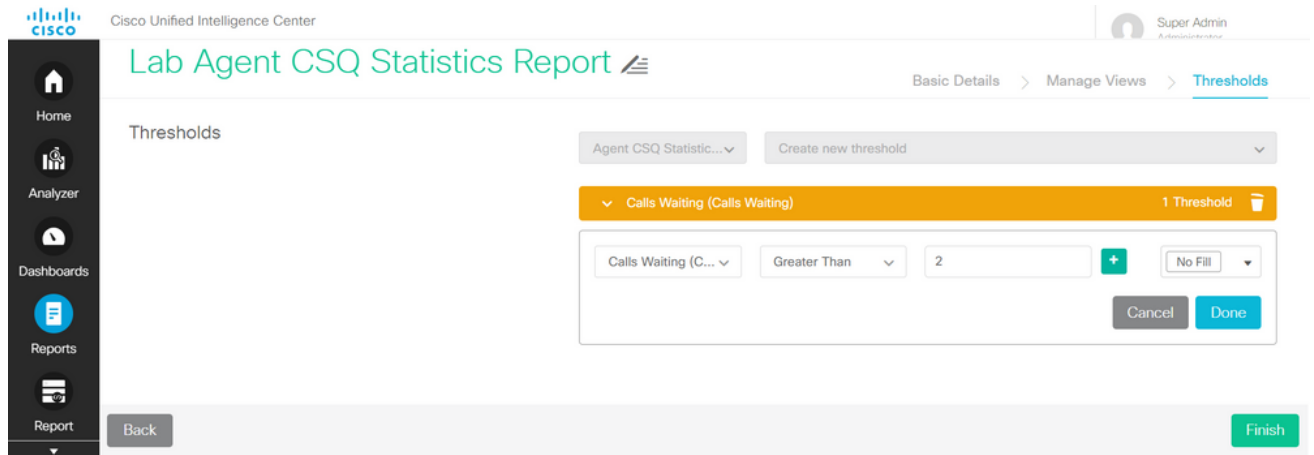 CISCO
Cisco Unified Intelligence Center
Super Admin
Administrator
Lab Agent CSQ Statistics Report
Basic Details > Manage Views > Thresholds
Home
Analyzer
Dashboards
Reports
Report
Thresholds
Agent CSQ Statistic...
Create new threshold
Calls Waiting (Calls Waiting)
1 Threshold
Calls Waiting (C...
Greater Than
2
+
No Fill
Cancel
Done
Back
Finish